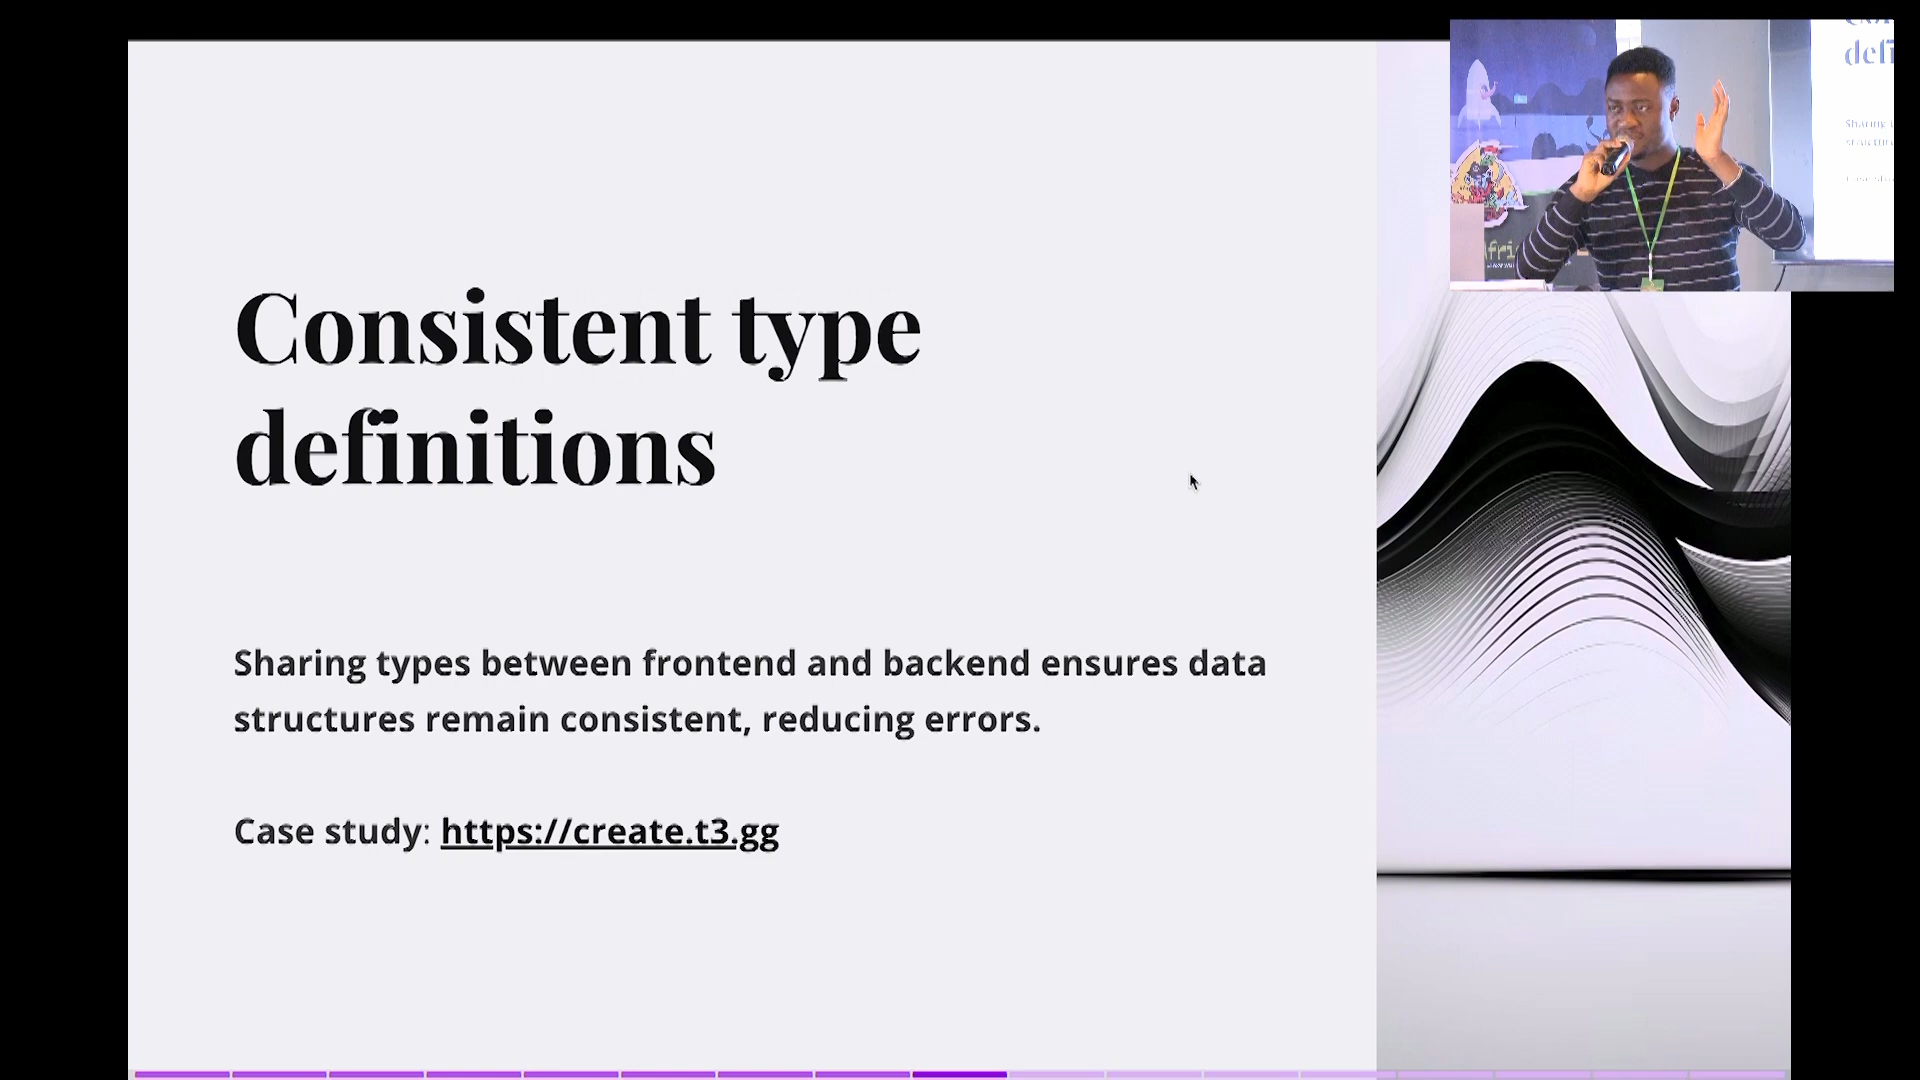 Consistent type
definitions
Sharing types between frontend and backend ensures data
structures remain consistent, reducing errors.
Case study: https://create.t3.gg